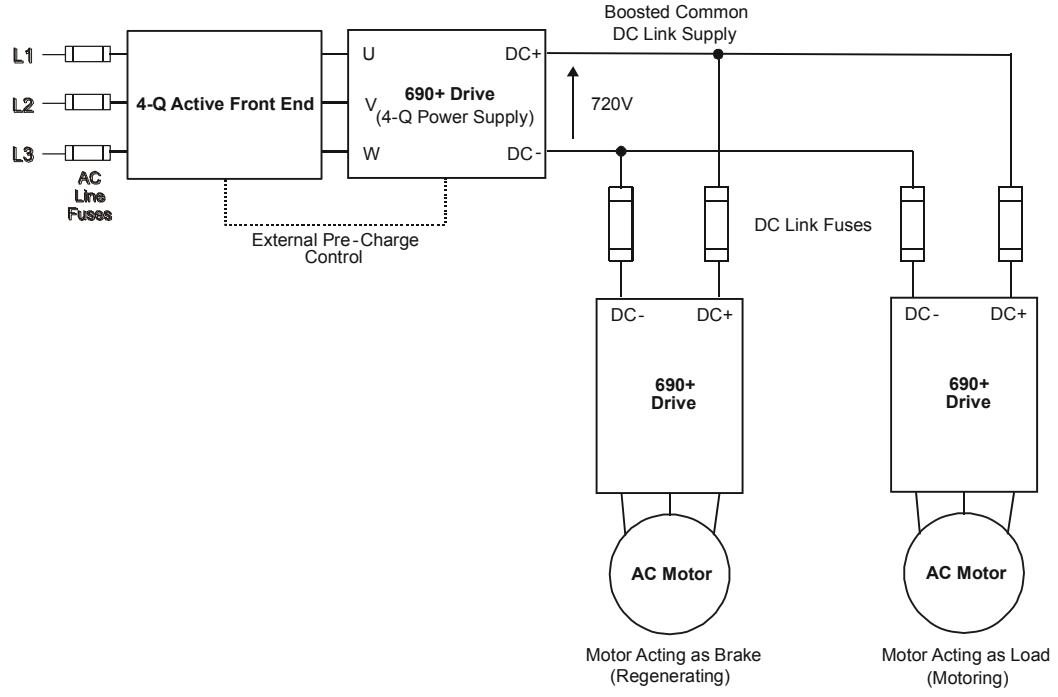 Boosted Common
DC Link Supply
L1
U
DC+
L2
4-Q Active Front End
V
690+ Drive
(4-Q Power Supply)
720V
L3
W
DC-
AC
Line
Fuses
External Pre-Charge
Control
DC Link Fuses
DC-
DC+
DC-
DC+
690+
Drive
690+
Drive
AC Motor
AC Motor
Motor Acting as Brake
(Regenerating)
Motor Acting as Load
(Motoring)